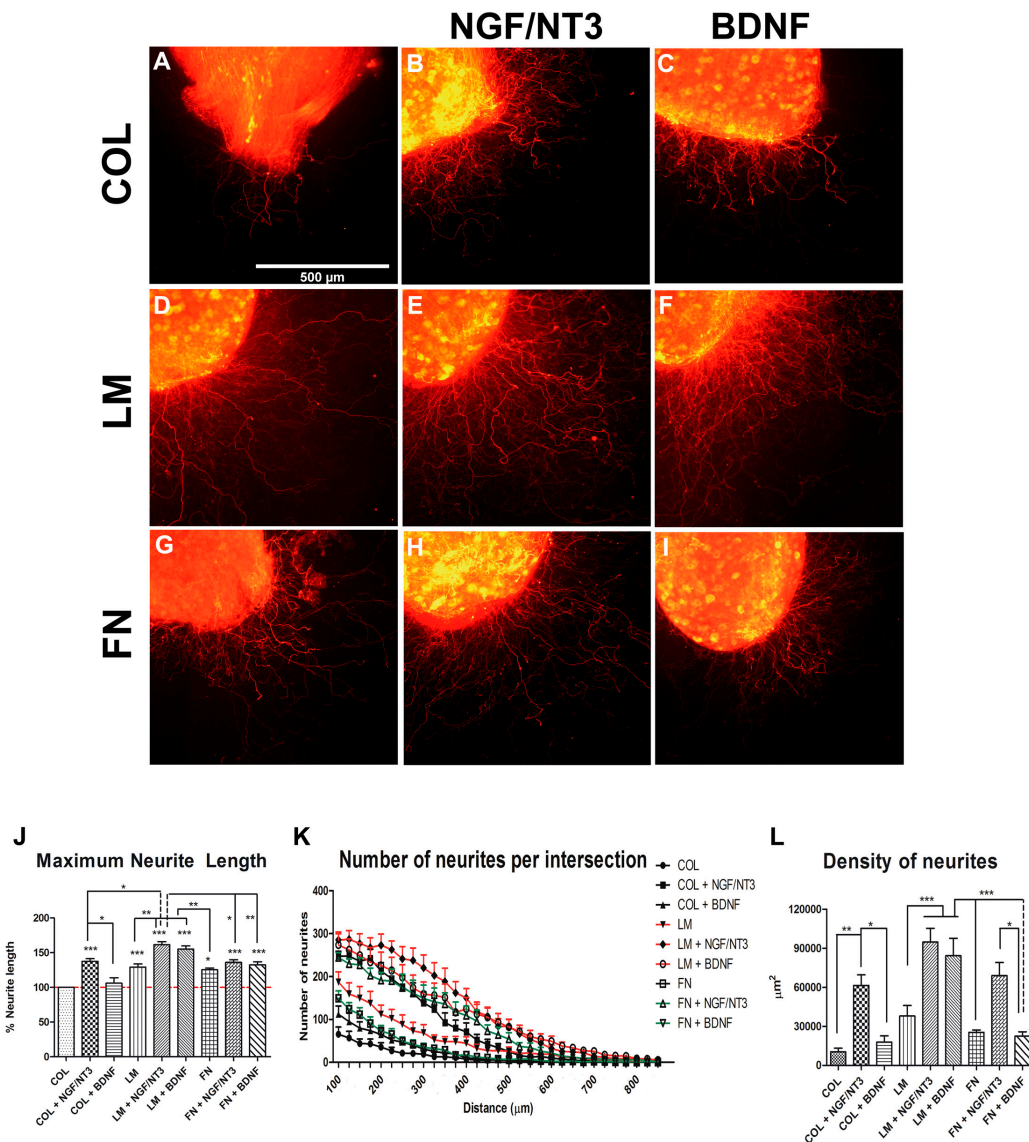 NGF/NT3 BDNF
COL
A
B
C
500 µm
LM
D
E
F
FN
G
H
I
J
Maximum Neurite Length
% Neurite length
200
150
100
50
0
*
*
**
**
*
**
***
***
***
***
*
***
***
COL
COL + NGF/NT3
COL + BDNF
LM
LM + NGF/NT3
LM + BDNF
FN
FN + NGF/NT3
FN + BDNF
K
Number of neurites per intersection
Number of neurites
400
300
200
100
0
100
200
300
400
500
600
700
800
Distance (µm)
COL
COL + NGF/NT3
COL + BDNF
LM
LM + NGF/NT3
LM + BDNF
FN
FN + NGF/NT3
FN + BDNF
L
Density of neurites
µm²
120000
90000
60000
30000
0
**
*
***
***
*
COL
COL + NGF/NT3
COL + BDNF
LM
LM + NGF/NT3
LM + BDNF
FN
FN + NGF/NT3
FN + BDNF